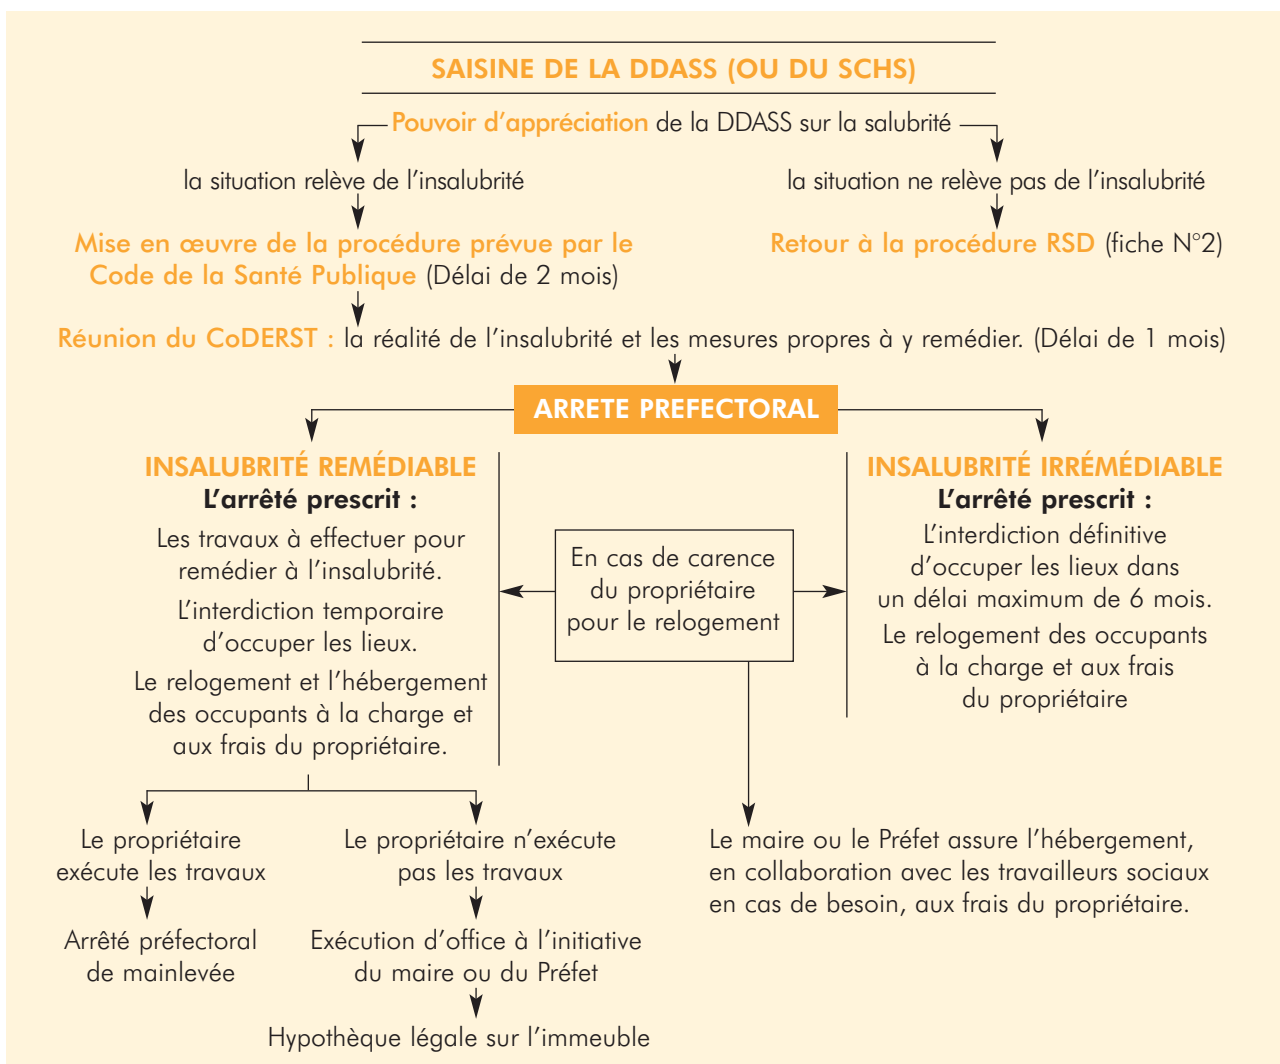 SAISINE DE LA DDASS (OU DU SCHS)
Pouvoir d'appréciation de la DDASS sur la salubrité
la situation relève de l'insalubrité
la situation ne relève pas de l'insalubrité
Mise en œuvre de la procédure prévue par le
Code de la Santé Publique (Délai de 2 mois)
Retour à la procédure RSD (fiche N°2)
Réunion du CoDERST : la réalité de l'insalubrité et les mesures propres à y remédier. (Délai de 1 mois)
ARRETE PREFECTORAL
INSALUBRITÉ REMÉDIABLE
L'arrêté prescrit :
Les travaux à effectuer pour
remédier à l'insalubrité.
L'interdiction temporaire
d'occuper les lieux.
Le relogement et l'hébergement
des occupants à la charge et
aux frais du propriétaire.
En cas de carence
du propriétaire
pour le relogement
INSALUBRITÉ IRRÉMÉDIABLE
L'arrêté prescrit :
L'interdiction définitive
d'occuper les lieux dans
un délai maximum de 6 mois.
Le relogement des occupants
à la charge et aux frais
du propriétaire
Le propriétaire
exécute les travaux
Arrêté préfectoral
de mainlevée
Le propriétaire n'exécute
pas les travaux
Exécution d'office à l'initiative
du maire ou du Préfet
Hypothèque légale sur l'immeuble
Le maire ou le Préfet assure l'hébergement,
en collaboration avec les travailleurs sociaux
en cas de besoin, aux frais du propriétaire.